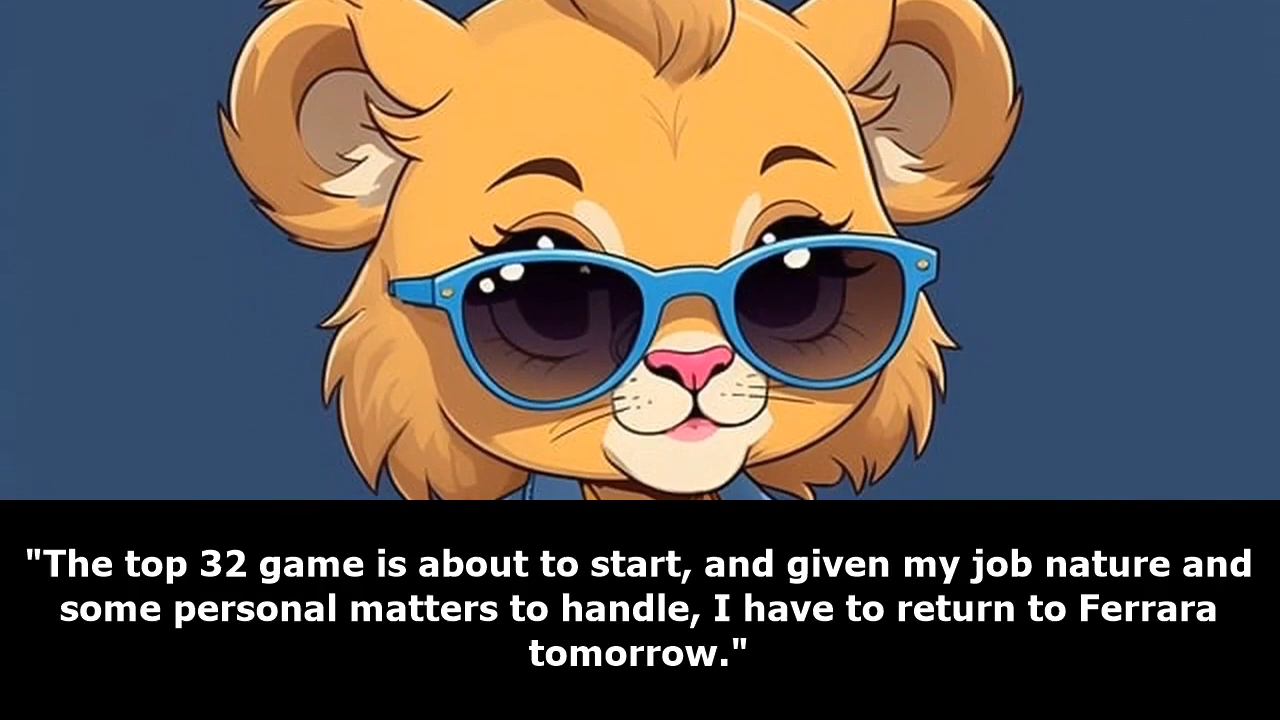 "The top 32 game is about to start, and given my job nature and
some personal matters to handle, I have to return to Ferrara
tomorrow."